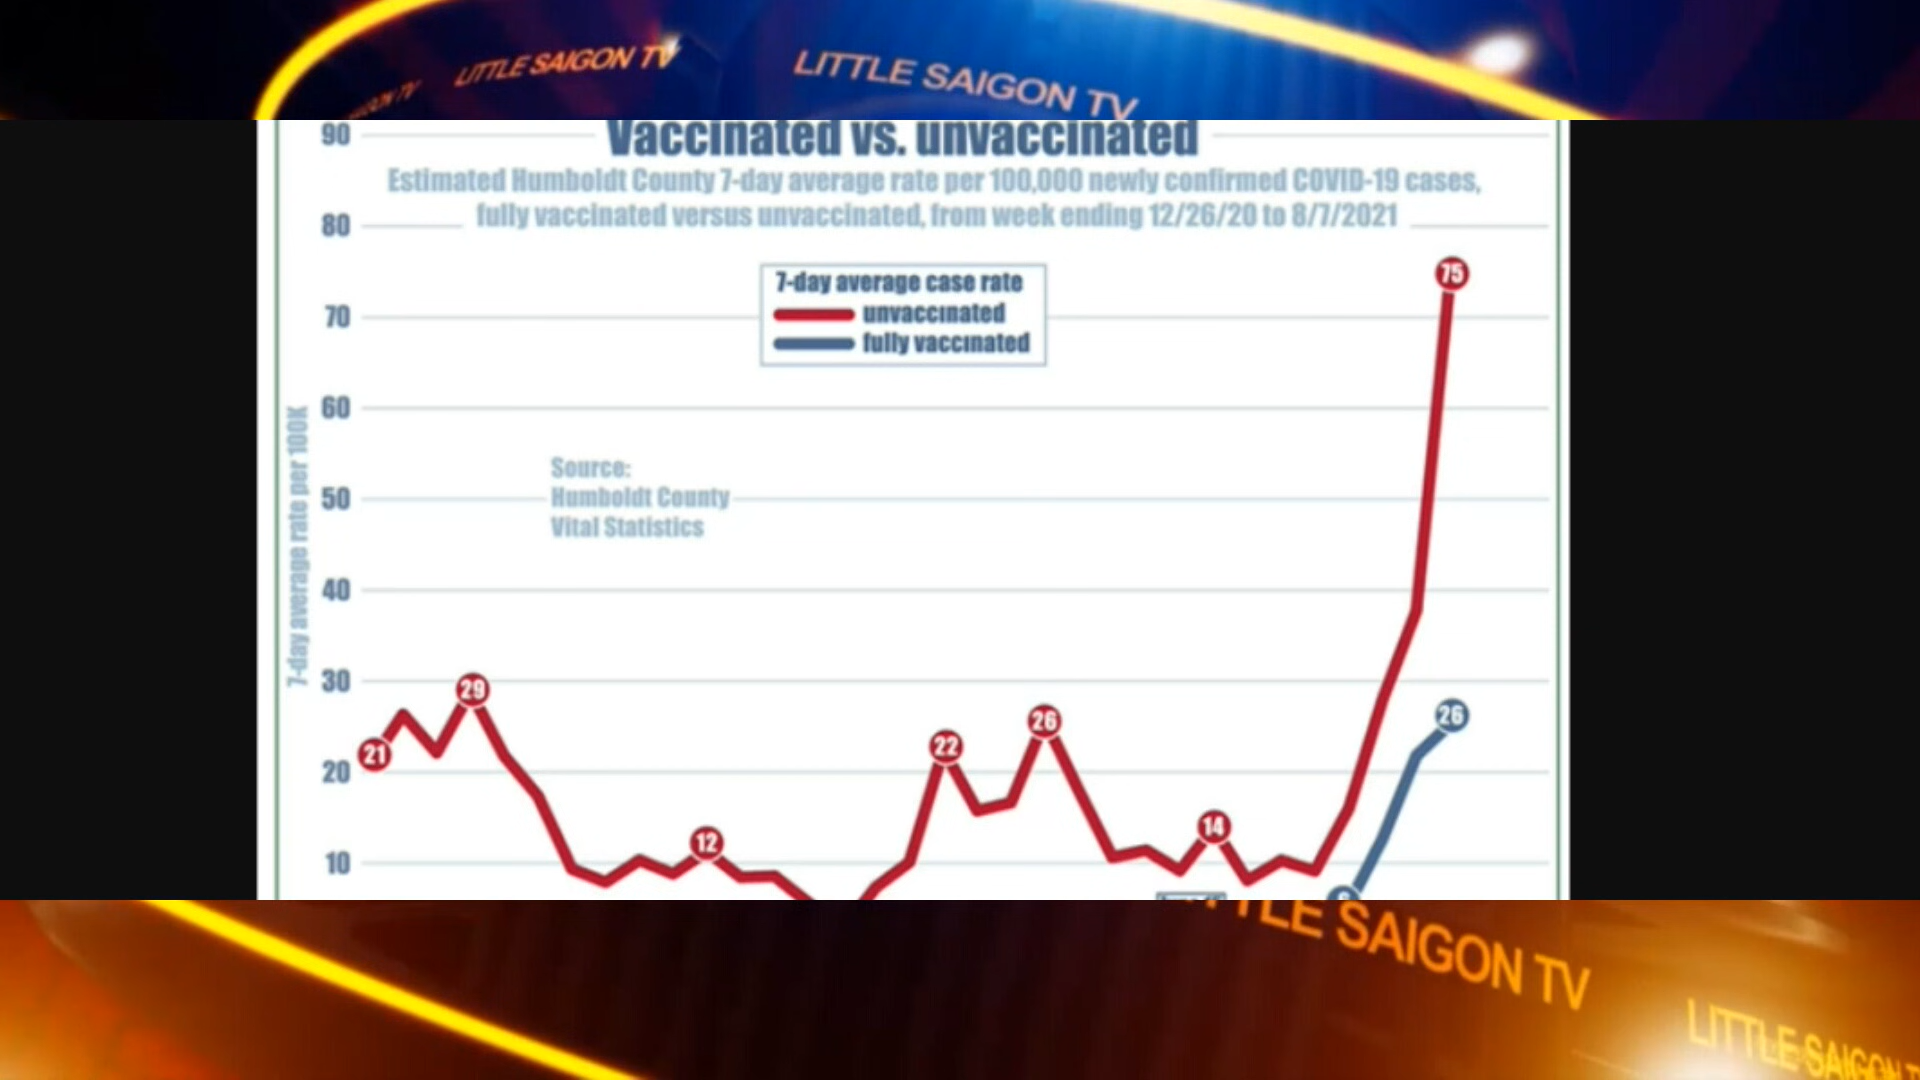 LITTLE SAIGON TV
LITTLE SAIGON TV
90
Vaccinated vs. unvaccinated
Estimated Humboldt County 7-day average rate per 100,000 newly confirmed COVID-19 cases,
fully vaccinated versus unvaccinated, from week ending 12/26/20 to 8/7/2021
80
75
7-day average case rate
unvaccinated
fully vaccinated
70
60
7-day average rate per 100K
Source:
Humboldt County
Vital Statistics
50
40
30
29
26
26
22
21
20
14
12
10
TLE SAIGON TV
LITTLE SAIGON T